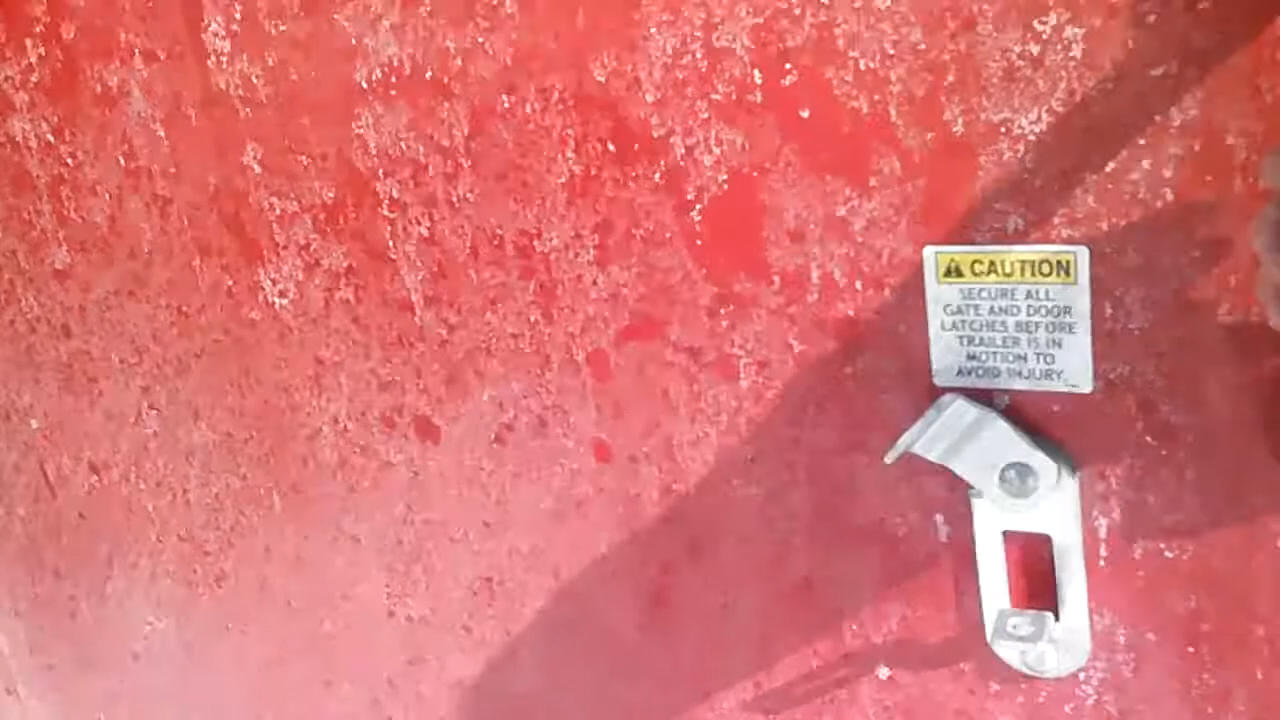 CAUTION
SECURE ALL
GATE AND DOOR
LATCHES BEFORE
TRAILER IS IN
MOTION TO
AVOID INJURY.